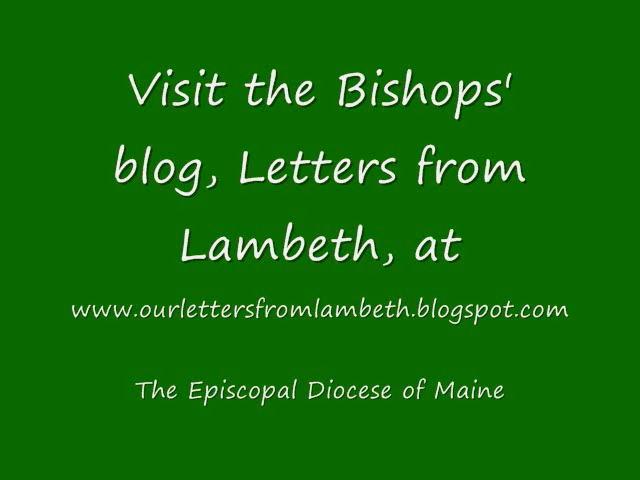 Visit the Bishops'
blog, Letters from
Lambeth, at
www.ourlettersfromlambeth.blogspot.com
The Episcopal Diocese of Maine